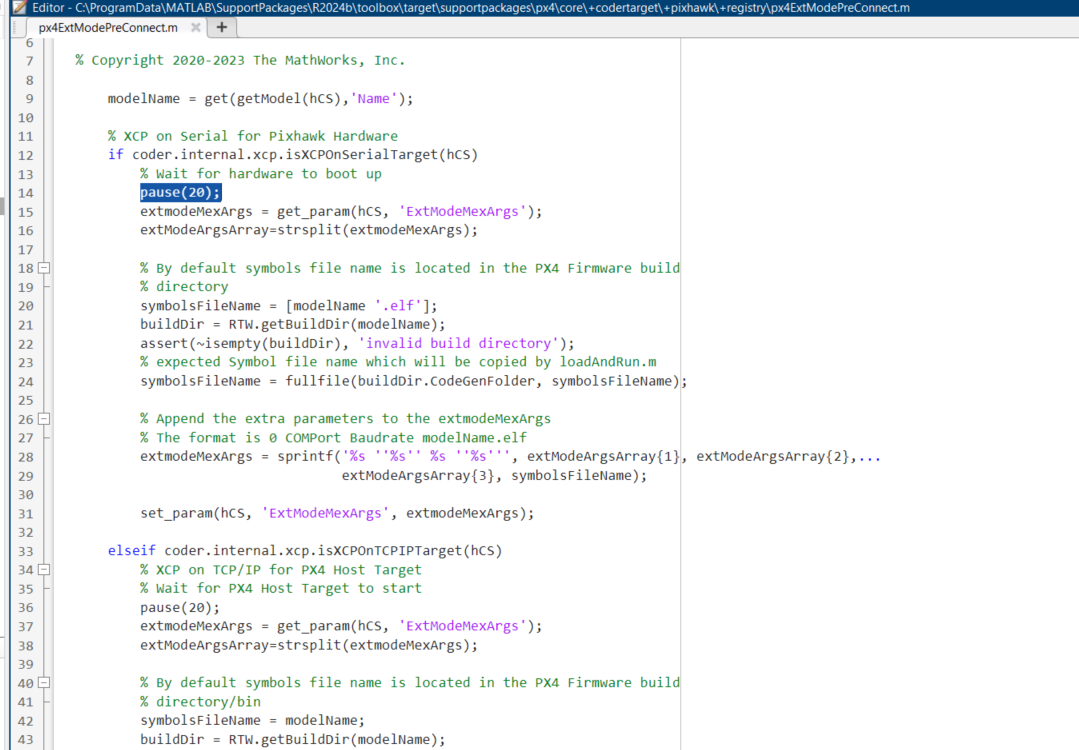 Editor - C:\ProgramData\MATLAB\SupportPackages\R2024b\toolbox\target\supportpackages\px4\core\+codertarget\+pixhawk\+registry\px4ExtModePreConnect.m
px4ExtModePreConnect.m × +
6
7 % Copyright 2020-2023 The MathWorks, Inc.
8
9 modelName = get(getModel(hCS),'Name');
10
11 % XCP on Serial for Pixhawk Hardware
12 if coder.internal.xcp.isXCPOnSerialTarget(hCS)
13 % Wait for hardware to boot up
14 pause(20);
15 extmodeMexArgs = get_param(hCS, 'ExtModeMexArgs');
16 extModeArgsArray=strsplit(extmodeMexArgs);
17
18 % By default symbols file name is located in the PX4 Firmware build
19 % directory
20 symbolsFileName = [modelName '.elf'];
21 buildDir = RTW.getBuildDir(modelName);
22 assert(~isempty(buildDir), 'invalid build directory');
23 % expected Symbol file name which will be copied by loadAndRun.m
24 symbolsFileName = fullfile(buildDir.CodeGenFolder, symbolsFileName);
25
26 % Append the extra parameters to the extmodeMexArgs
27 % The format is 0 COMPort Baudrate modelName.elf
28 extmodeMexArgs = sprintf('%s ''%s'' %s ''%s''', extModeArgsArray{1}, extModeArgsArray{2},...
29 extModeArgsArray{3}, symbolsFileName);
30
31 set_param(hCS, 'ExtModeMexArgs', extmodeMexArgs);
32
33 elseif coder.internal.xcp.isXCPOnTCPIPTarget(hCS)
34 % XCP on TCP/IP for PX4 Host Target
35 % Wait for PX4 Host Target to start
36 pause(20);
37 extmodeMexArgs = get_param(hCS, 'ExtModeMexArgs');
38 extModeArgsArray=strsplit(extmodeMexArgs);
39
40 % By default symbols file name is located in the PX4 Firmware build
41 % directory/bin
42 symbolsFileName = modelName;
43 buildDir = RTW.getBuildDir(modelName);